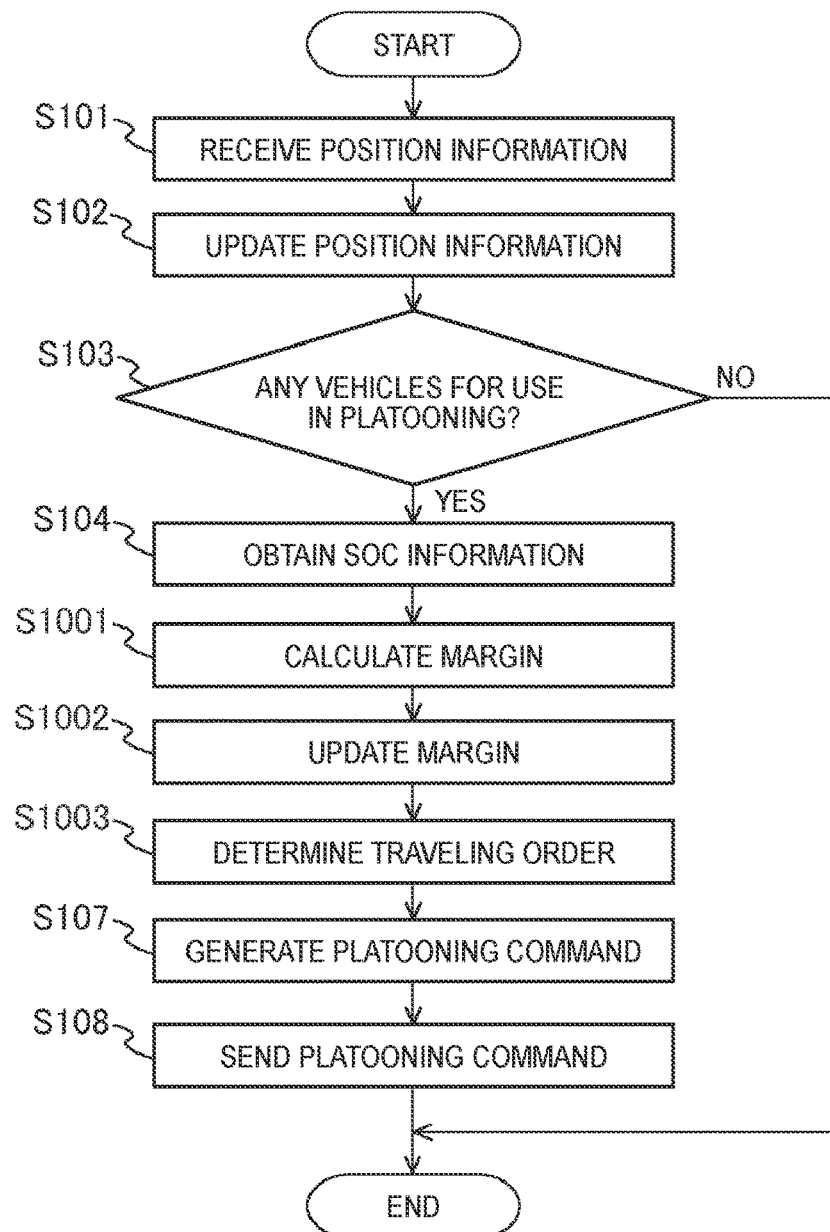 START
S101
RECEIVE POSITION INFORMATION
S102
UPDATE POSITION INFORMATION
S103
ANY VEHICLES FOR USE
IN PLATOONING?
NO
YES
S104
OBTAIN SOC INFORMATION
S1001
CALCULATE MARGIN
S1002
UPDATE MARGIN
S1003
DETERMINE TRAVELING ORDER
S107
GENERATE PLATOONING COMMAND
S108
SEND PLATOONING COMMAND
END